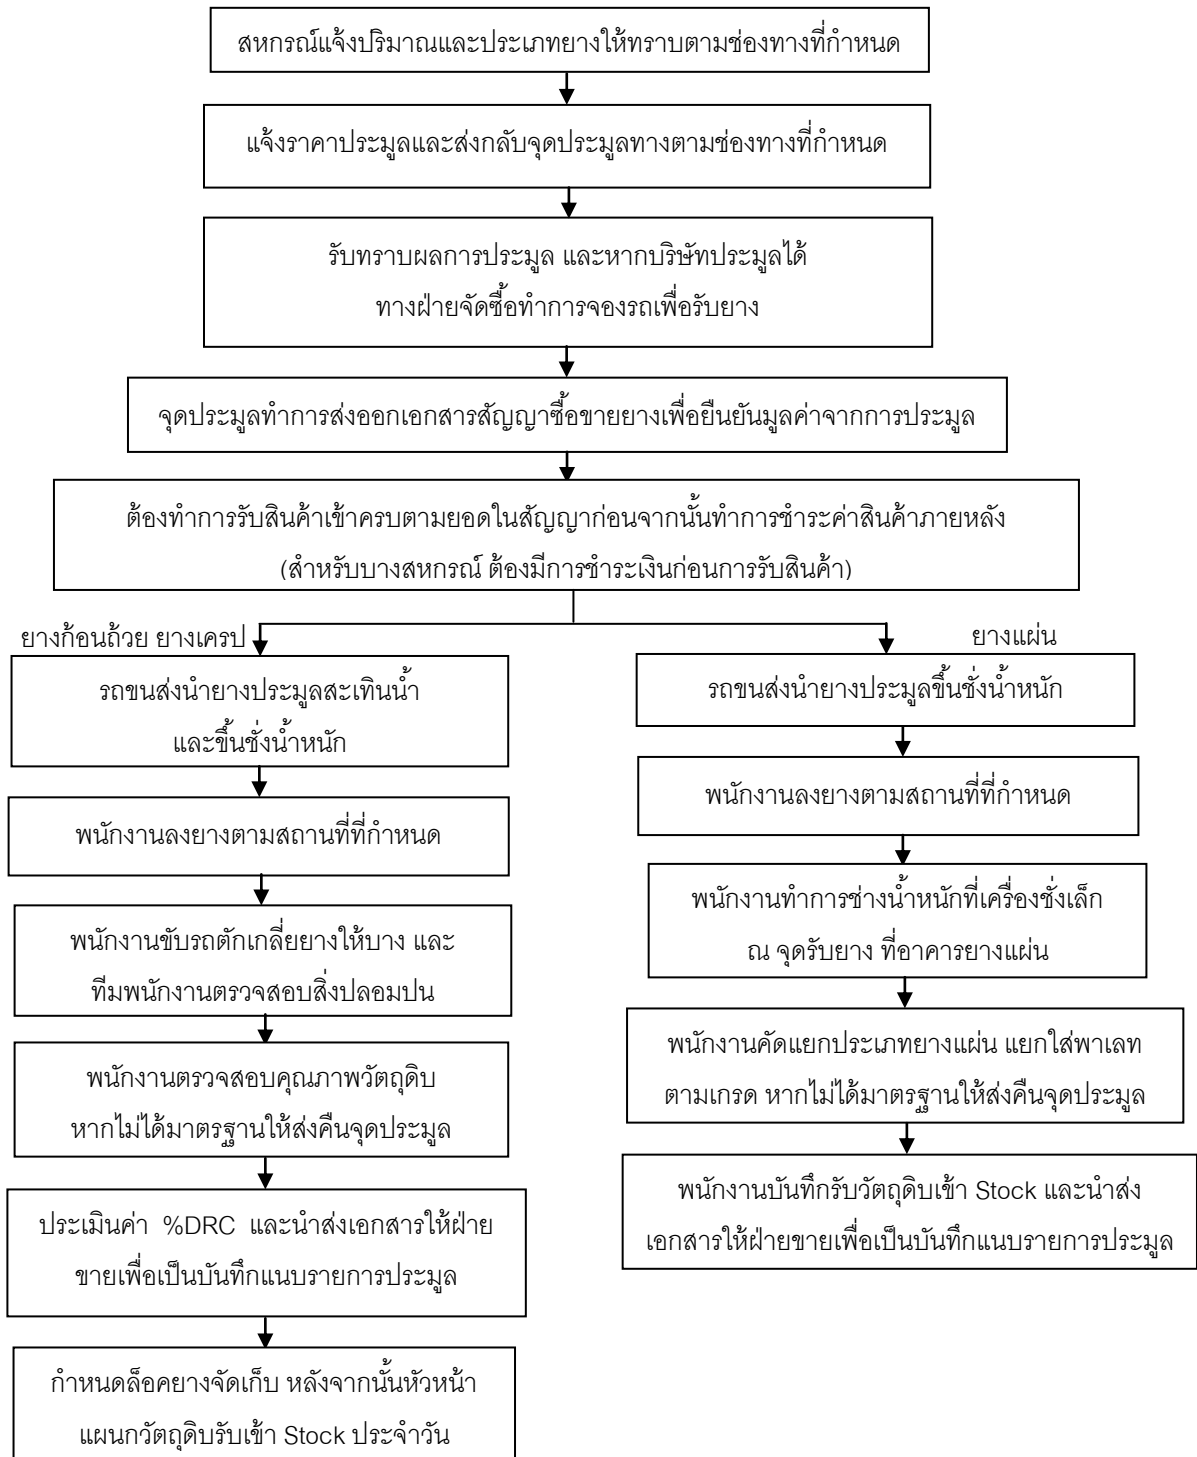 สหกรณ์แจ้งปริมาณและประเภทยางให้ทราบตามช่องทางที่กำหนด
แจ้งราคาประมูลและส่งกลับจุดประมูลทางตามช่องทางที่กำหนด
รับทราบผลการประมูล และหากบริษัทประมูลได้
ทางฝ่ายจัดซื้อทำการจองรถเพื่อรับยาง
จุดประมูลทำการส่งออกเอกสารสัญญาซื้อขายยางเพื่อยืนยันมูลค่าจากการประมูล
ต้องทำการรับสินค้าเข้าครบตามยอดในสัญญาก่อนจากนั้นทำการชำระค่าสินค้าภายหลัง
(สำหรับบางสหกรณ์ ต้องมีการชำระเงินก่อนการรับสินค้า)
ยางก้อนถ้วย ยางเครป
รถขนส่งนำยางประมูลสะเทินน้ำ
และขึ้นชั่งน้ำหนัก
พนักงานลงยางตามสถานที่ที่กำหนด
พนักงานขับรถตักเกลี่ยยางให้บาง และ
ทีมพนักงานตรวจสอบสิ่งปลอมปน
พนักงานตรวจสอบคุณภาพวัตถุดิบ
หากไม่ได้มาตรฐานให้ส่งคืนจุดประมูล
ประเมินค่า %DRC และนำส่งเอกสารให้ฝ่าย
ขายเพื่อเป็นบันทึกแนบรายการประมูล
กำหนดล็อคยางจัดเก็บ หลังจากนั้นหัวหน้า
แผนกวัตถุดิบรับเข้า Stock ประจำวัน
ยางแผ่น
รถขนส่งนำยางประมูลขึ้นชั่งน้ำหนัก
พนักงานลงยางตามสถานที่ที่กำหนด
พนักงานทำการช่างน้ำหนักที่เครื่องชั่งเล็ก
ณ จุดรับยาง ที่อาคารยางแผ่น
พนักงานคัดแยกประเภทยางแผ่น แยกใส่พาเลท
ตามเกรด หากไม่ได้มาตรฐานให้ส่งคืนจุดประมูล
พนักงานบันทึกรับวัตถุดิบเข้า Stock และนำส่ง
เอกสารให้ฝ่ายขายเพื่อเป็นบันทึกแนบรายการประมูล